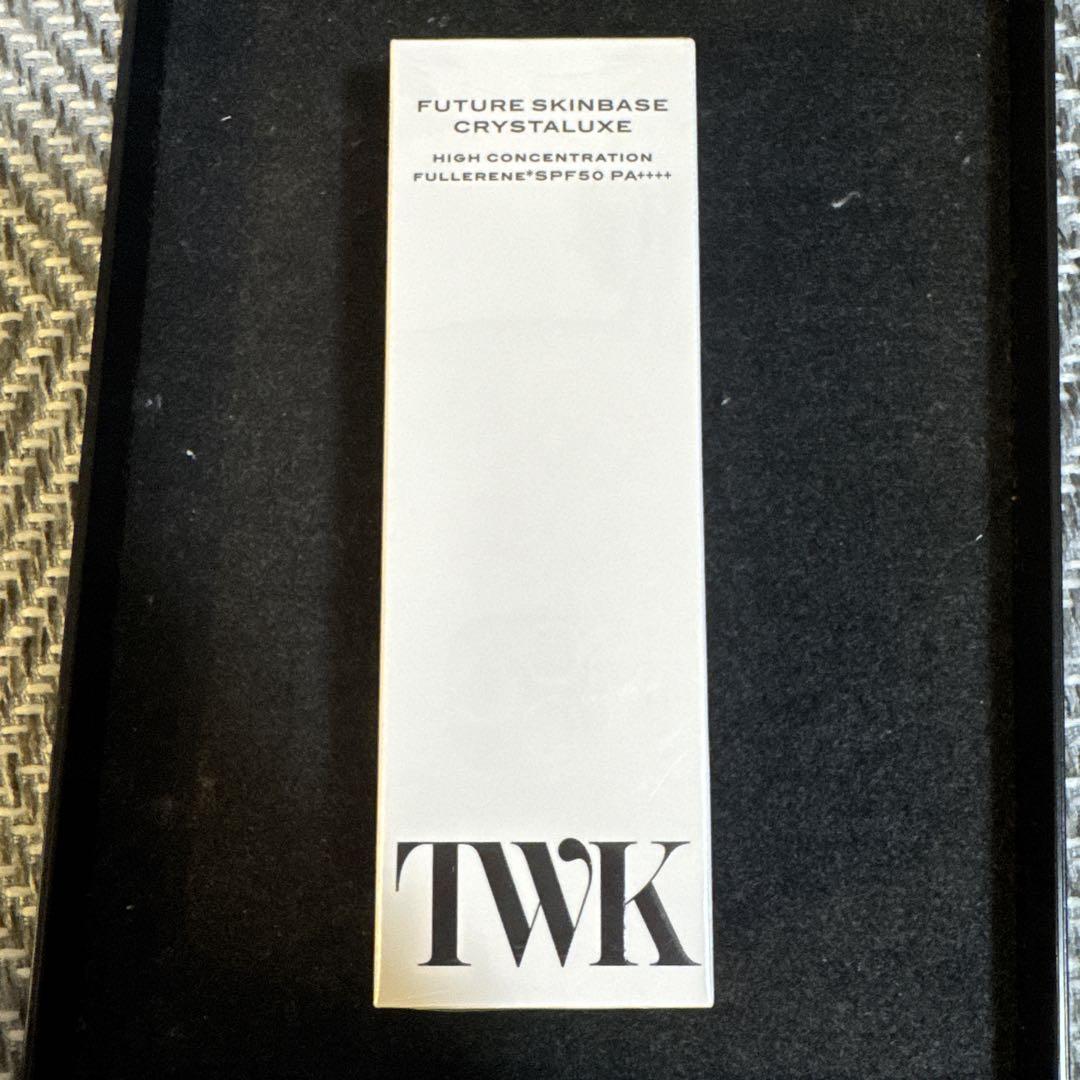 FUTURE SKINBASE
CRYSTALUXE
HIGH CONCENTRATION
FULLERENE*SPF50 PA++++
TWK